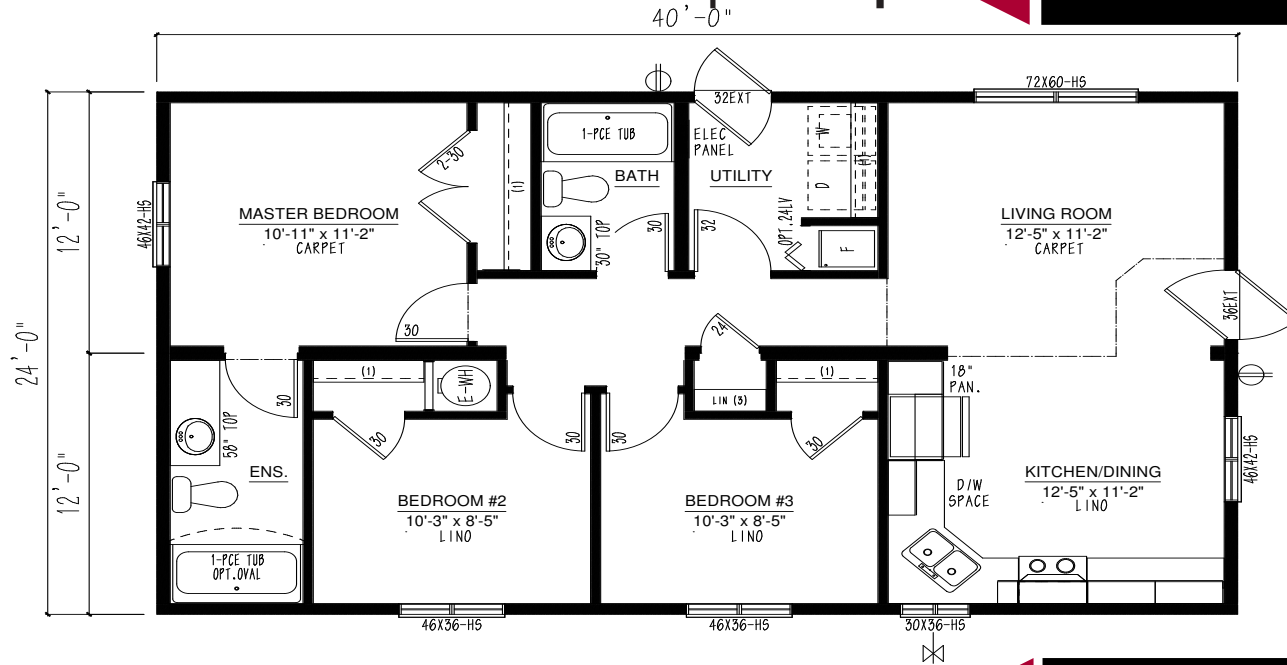 40'-0"
72X60-HS
32EXT
1-PCE TUB
ELEC
PANEL
W
(1)
2-30
(1)
BATH
UTILITY
D
46X42-HS
12'-0"
MASTER BEDROOM
10'-11" x 11'-2"
CARPET
30" TOP
30
32
OPT.24LV
F
LIVING ROOM
12'-5" x 11'-2"
CARPET
36EXT
30
24
24'-0"
(1)
E-WH
LIN (3)
(1)
18"
PAN.
30
58" TOP
30
30
30
30
46X42-HS
ENS.
12'-0"
BEDROOM #2
10'-3" x 8'-5"
LINO
BEDROOM #3
10'-3" x 8'-5"
LINO
D/W
SPACE
KITCHEN/DINING
12'-5" x 11'-2"
LINO
1-PCE TUB
OPT.OVAL
46X36-HS
46X36-HS
30X36-HS